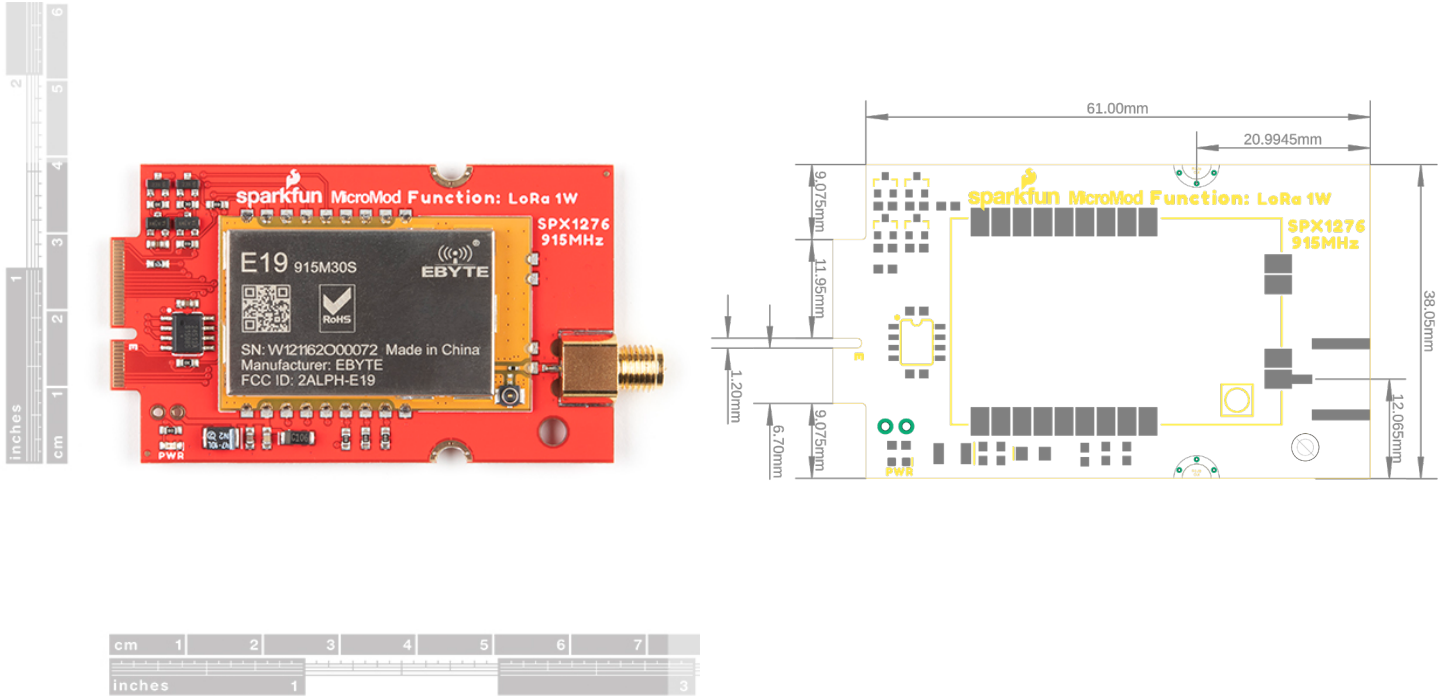 6
5
4
3
2
1
cm
2
1
inches
sparkfun MicroMod Function: LoRa 1W
SPX1276
915MHz
E19 915M30S
EBYTE
RoHS
SN: W121162O00072 Made in China
Manufacturer: EBYTE
FCC ID: 2ALPH-E19
E
PWR
61.00mm
20.9945mm
9.075mm
sparkfun MicroMod Function: LoRa 1W
SPX1276
915MHz
11.95mm
38.05mm
E
1.20mm
6.70mm
9.075mm
12.065mm
PWR
cm 1 2 3 4 5 6 7
inches 1 3